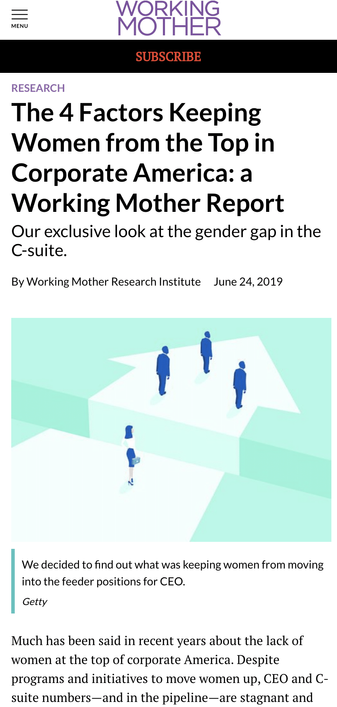 WORKING
MOTHER
MENU
SUBSCRIBE
RESEARCH
The 4 Factors Keeping
Women from the Top in
Corporate America: a
Working Mother Report
Our exclusive look at the gender gap in the
C-suite.
By Working Mother Research Institute June 24, 2019
We decided to find out what was keeping women from moving
into the feeder positions for CEO.
Getty
Much has been said in recent years about the lack of
women at the top of corporate America. Despite
programs and initiatives to move women up, CEO and C-
suite numbers—and in the pipeline—are stagnant and